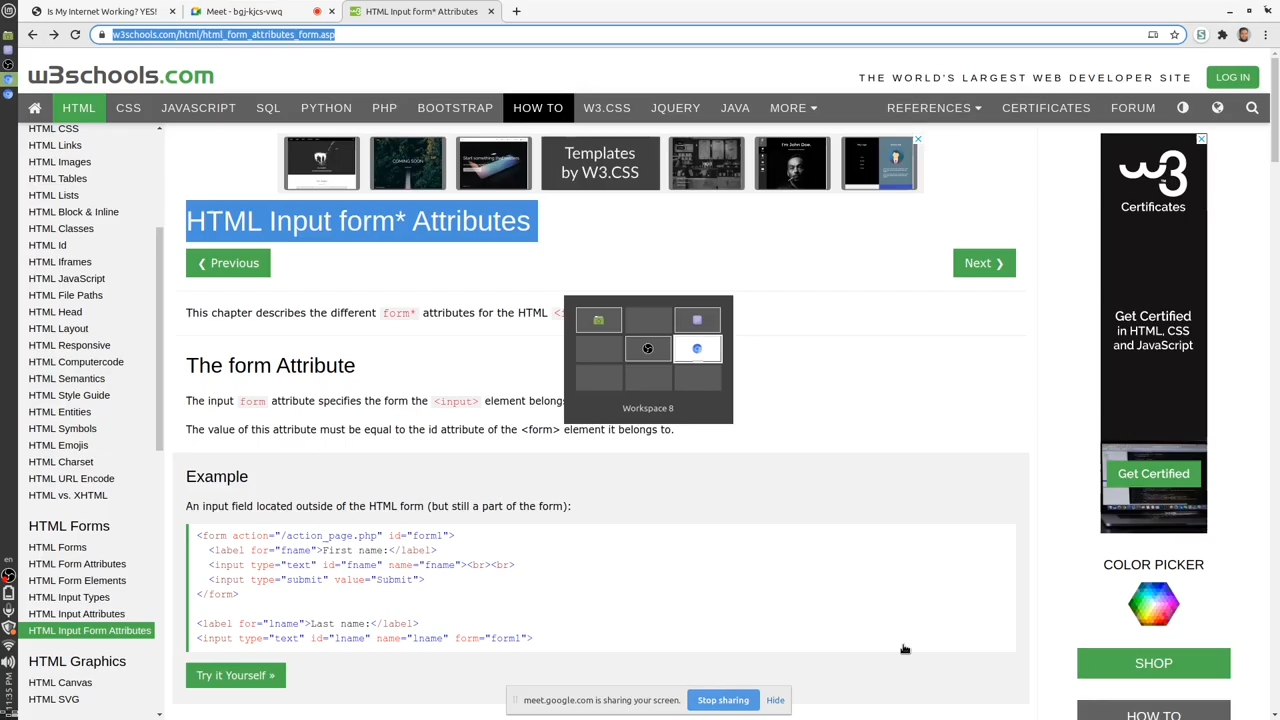 Is My Internet Working? YES!
Meet - bgj-kjcs-vwq
HTML Input form* Attributes
w3schools.com/html/html_form_attributes_form.asp
w3schools.com
THE WORLD'S LARGEST WEB DEVELOPER SITE
LOG IN
HTML
CSS
JAVASCRIPT
SQL
PYTHON
PHP
BOOTSTRAP
HOW TO
W3.CSS
JQUERY
JAVA
MORE
REFERENCES
CERTIFICATES
FORUM
HTML CSS
HTML Links
HTML Images
HTML Tables
HTML Lists
HTML Block & Inline
HTML Classes
HTML Id
HTML Iframes
HTML JavaScript
HTML File Paths
HTML Head
HTML Layout
HTML Responsive
HTML Computercode
HTML Semantics
HTML Style Guide
HTML Entities
HTML Symbols
HTML Emojis
HTML Charset
HTML URL Encode
HTML vs. XHTML
HTML Forms
HTML Forms
HTML Form Attributes
HTML Form Elements
HTML Input Types
HTML Input Attributes
HTML Input Form Attributes
HTML Graphics
HTML Canvas
HTML SVG
en
11:35 PM
Templates
by W3.CSS
COMING SOON
I'm John Doe.
HTML Input form* Attributes
❮ Previous
Next ❯
This chapter describes the different form* attributes for the HTML <i
The form Attribute
The input form attribute specifies the form the <input> element belongs
The value of this attribute must be equal to the id attribute of the <form> element it belongs to.
Workspace 8
Example
An input field located outside of the HTML form (but still a part of the form):
<form action="/action_page.php" id="form1">
<label for="fname">First name:</label>
<input type="text" id="fname" name="fname"><br><br>
<input type="submit" value="Submit">
</form>
<label for="lname">Last name:</label>
<input type="text" id="lname" name="lname" form="form1">
Try it Yourself »
meet.google.com is sharing your screen.
Stop sharing
Hide
w3
Certificates
Get Certified
in HTML, CSS
and JavaScript
Get Certified
COLOR PICKER
SHOP
HOW TO